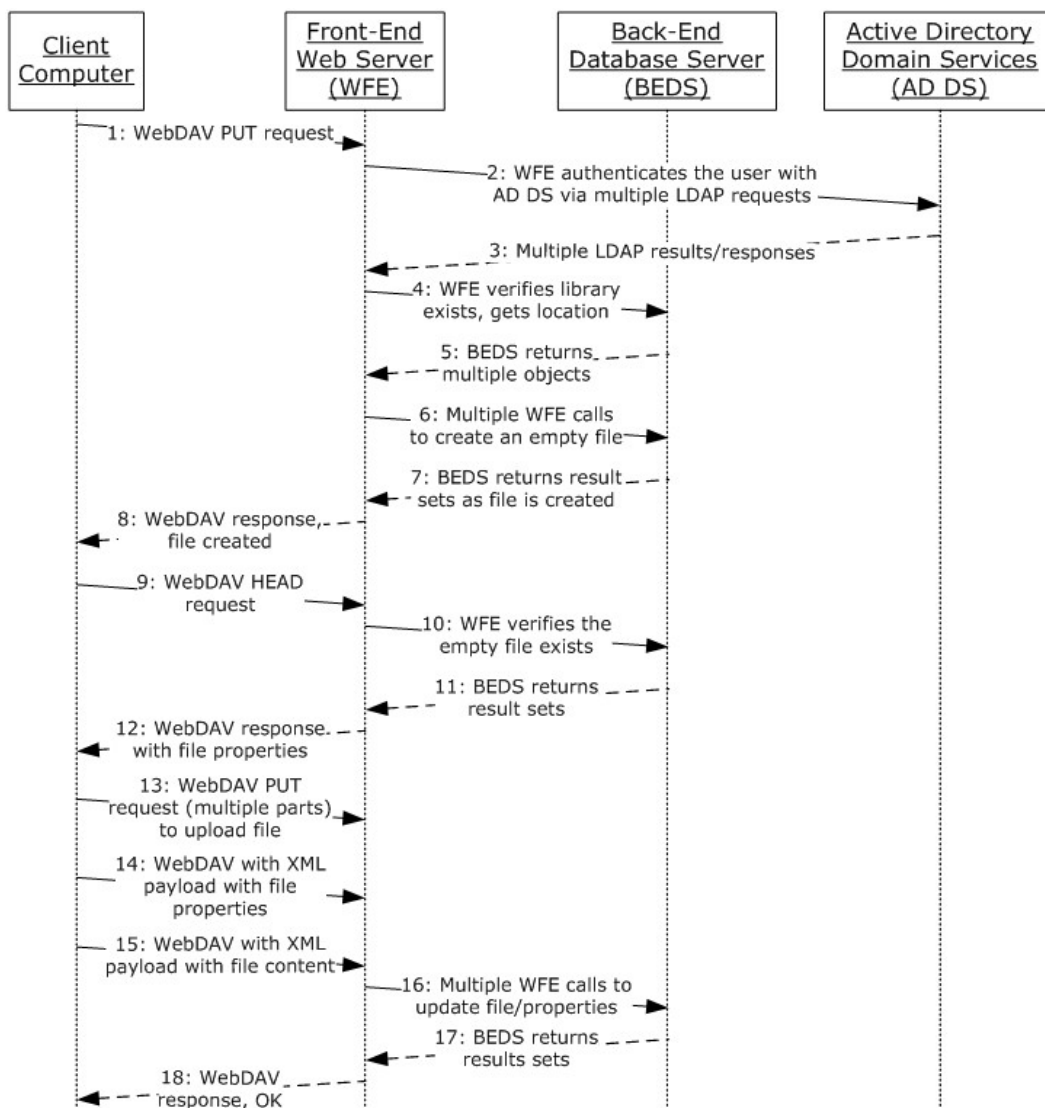 Client
Computer
Front-End
Web Server
(WFE)
Back-End
Database Server
(BEDS)
Active Directory
Domain Services
(AD DS)
1: WebDAV PUT request
2: WFE authenticates the user with
AD DS via multiple LDAP requests
3: Multiple LDAP results/responses
4: WFE verifies library
exists, gets location
5: BEDS returns
multiple objects
6: Multiple WFE calls
to create an empty file
7: BEDS returns result
sets as file is created
8: WebDAV response,
file created
9: WebDAV HEAD
request
10: WFE verifies the
empty file exists
11: BEDS returns
result sets
12: WebDAV response
with file properties
13: WebDAV PUT
request (multiple parts)
to upload file
14: WebDAV with XML
payload with file
properties
15: WebDAV with XML
payload with file content
16: Multiple WFE calls to
update file/properties
17: BEDS returns
results sets
18: WebDAV
response, OK